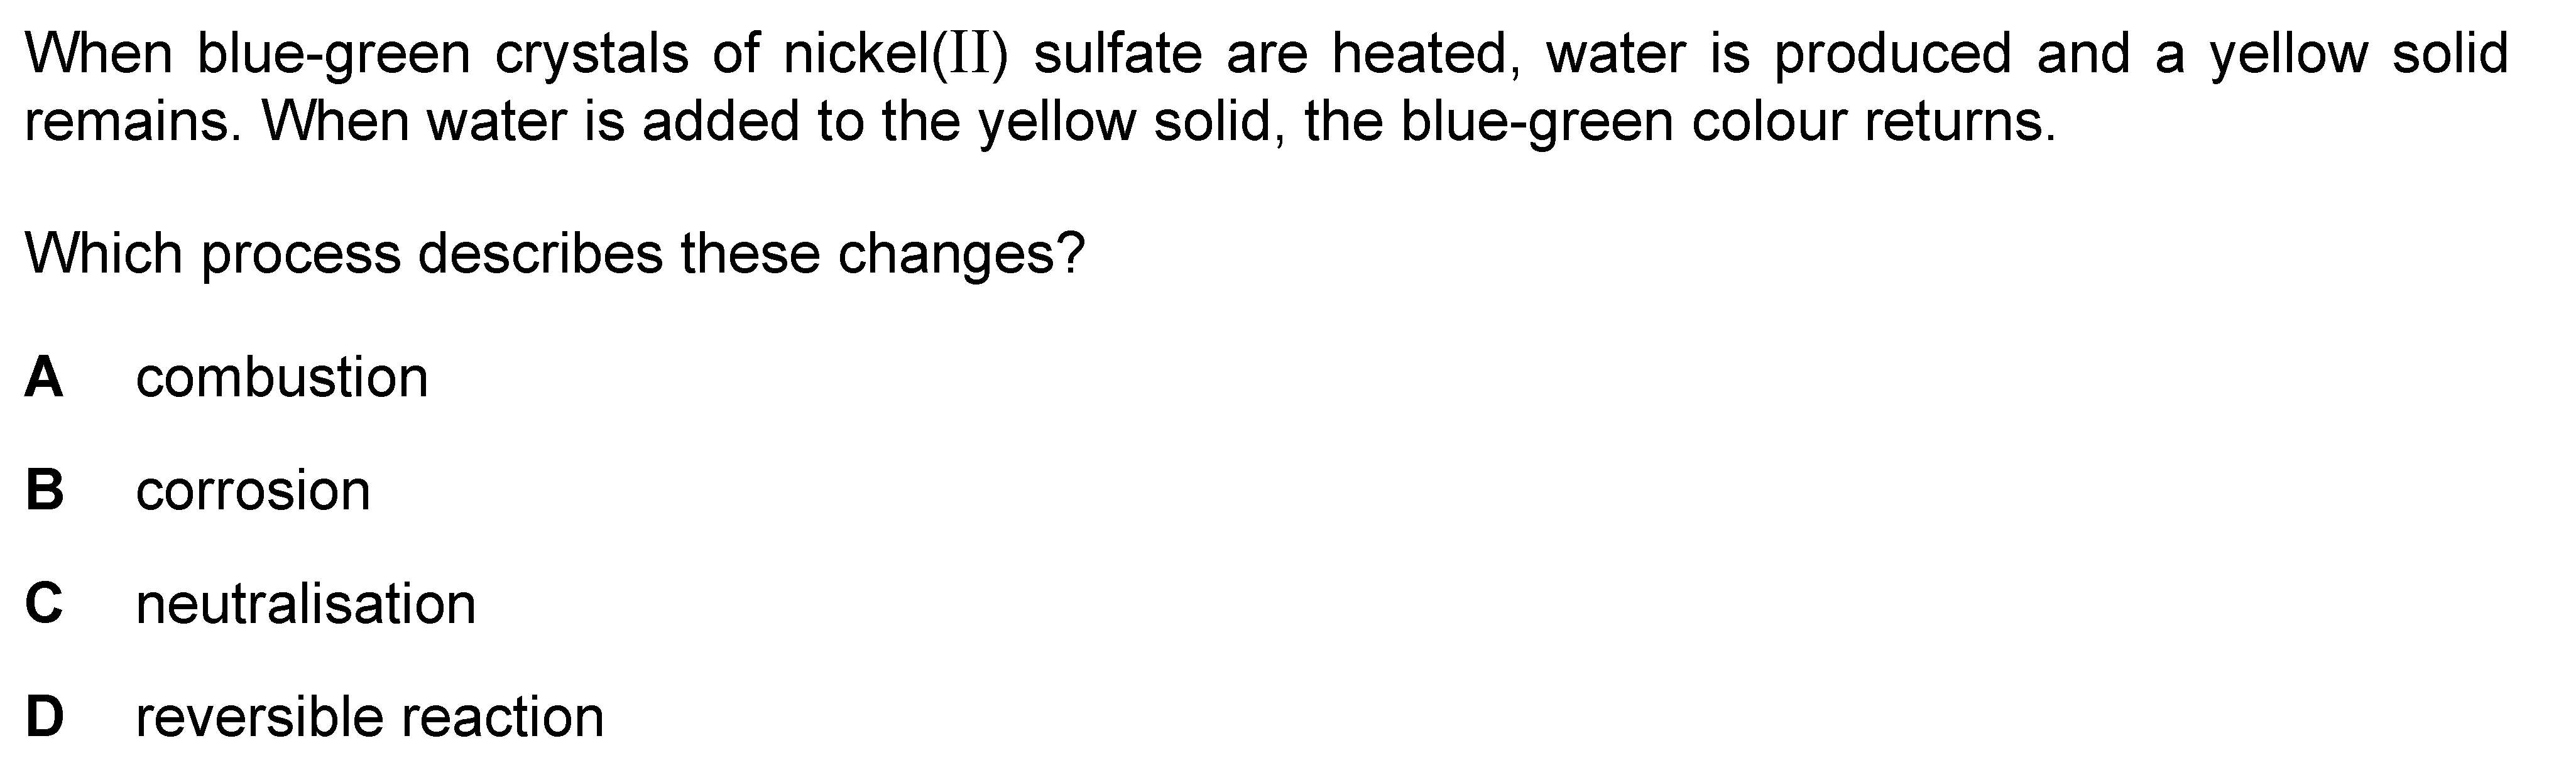 When blue-green crystals of nickel(II) sulfate are heated, water is produced and a yellow solid
remains. When water is added to the yellow solid, the blue-green colour returns.
Which process describes these changes?
A combustion
B corrosion
C neutralisation
D reversible reaction